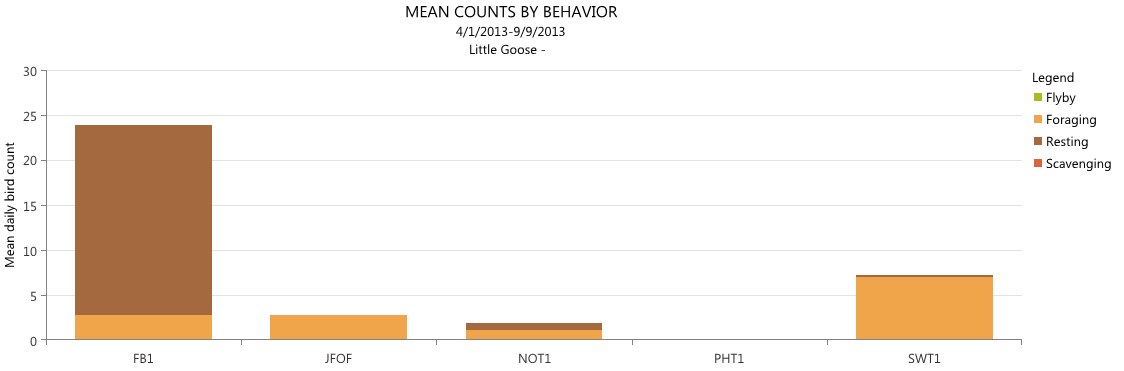 MEAN COUNTS BY BEHAVIOR
4/1/2013-9/9/2013
Little Goose -
Mean daily bird count
30
25
20
15
10
5
0
FB1
JFOF
NOT1
PHT1
SWT1
Legend
Flyby
Foraging
Resting
Scavenging